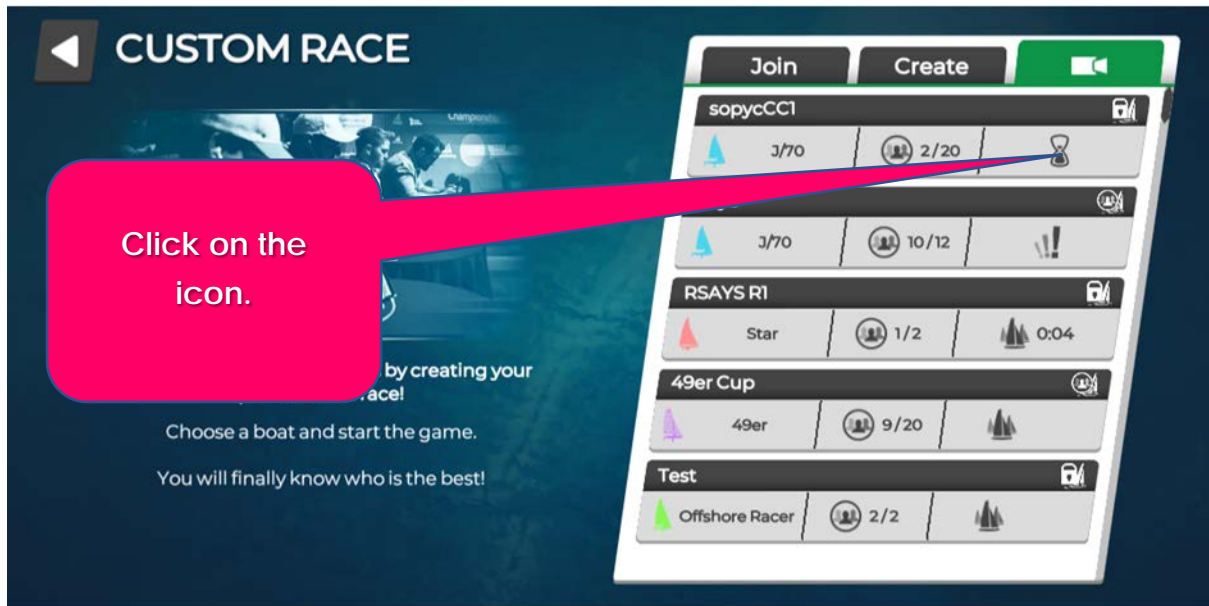 CUSTOM RACE
Click on the
icon.
by creating your
race!
Choose a boat and start the game.
You will finally know who is the best!
Join
Create
sopycCC1
J/70
2/20
J/70
10/12
RSAYS R1
Star
1/2
0:04
49er Cup
49er
9/20
Test
Offshore Racer
2/2